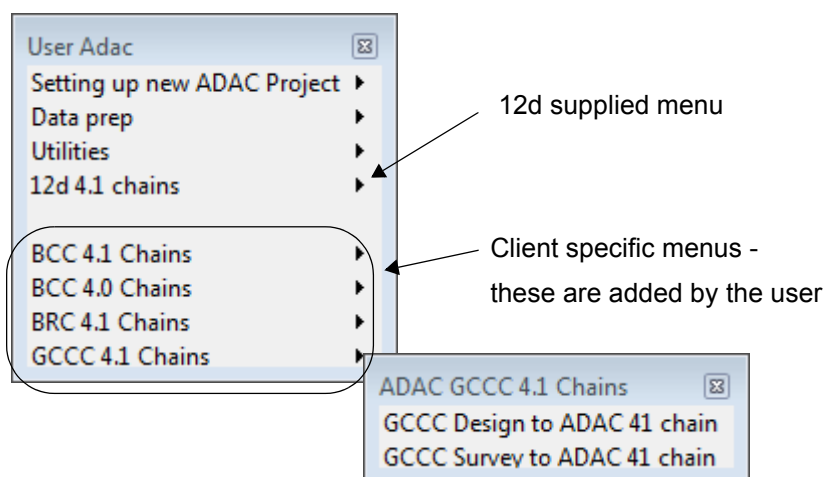 User Adac
Setting up new ADAC Project
Data prep
Utilities
12d 4.1 chains
12d supplied menu
BCC 4.1 Chains
BCC 4.0 Chains
BRC 4.1 Chains
GCCC 4.1 Chains
Client specific menus -
these are added by the user
ADAC GCCC 4.1 Chains
GCCC Design to ADAC 41 chain
GCCC Survey to ADAC 41 chain